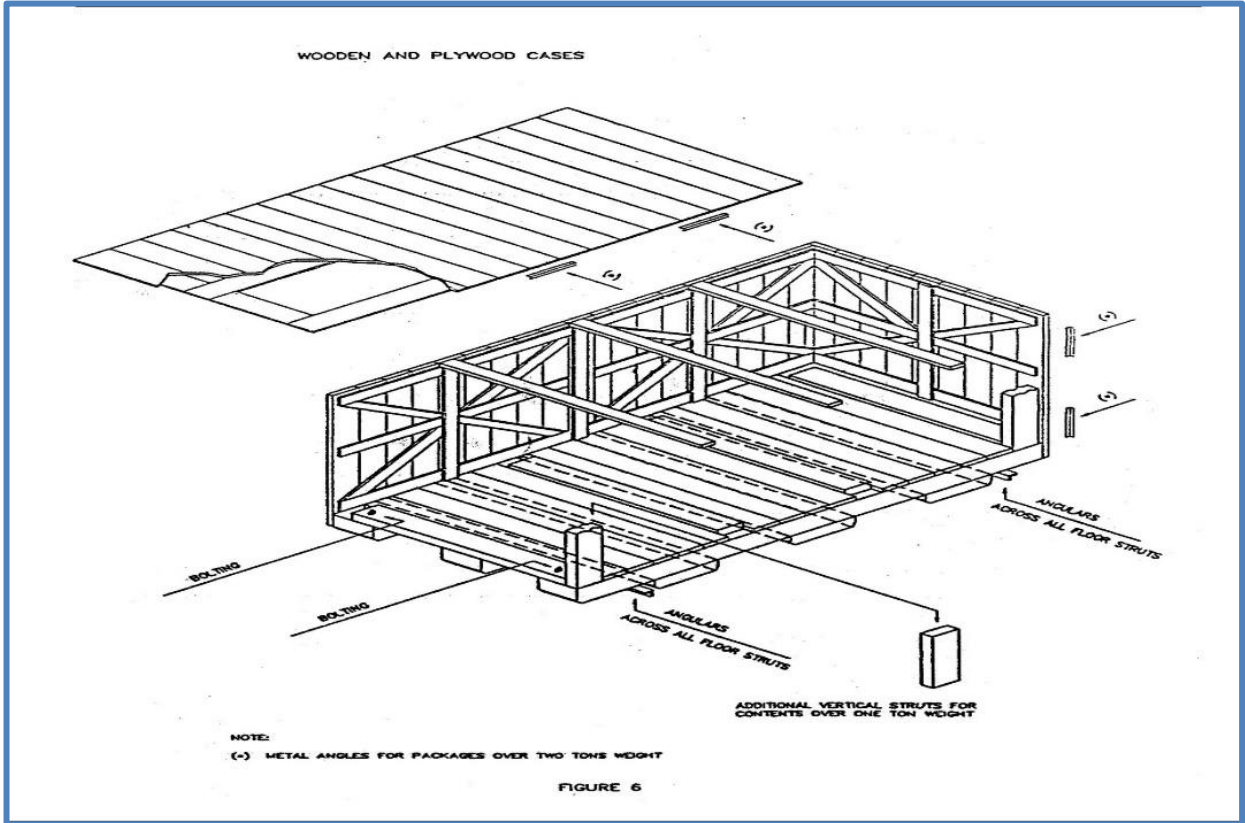 WOODEN AND PLYWOOD CASES
(*)
(*)
(*)
(*)
ANGULARS
ACROSS ALL FLOOR STRUTS
BOLTING
BOLTING
ANGULARS
ACROSS ALL FLOOR STRUTS
ADDITIONAL VERTICAL STRUTS FOR
CONTENTS OVER ONE TON WEIGHT
NOTE:
(*) METAL ANGLES FOR PACKAGES OVER TWO TONS WEIGHT
FIGURE 6